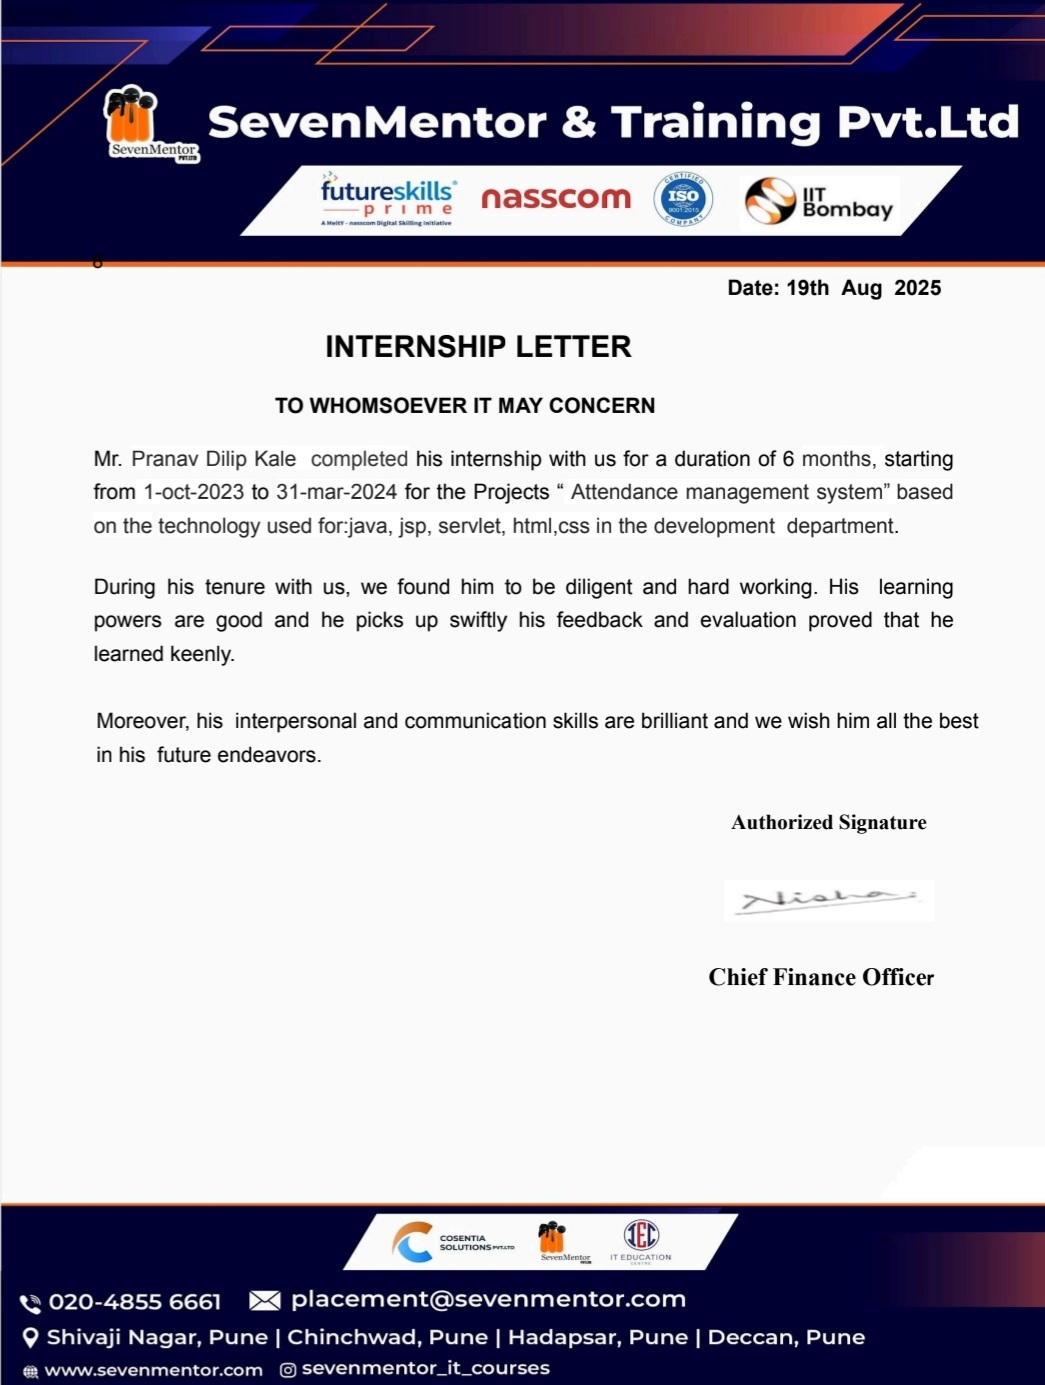 SevenMentor
PVT.LTD
SevenMentor & Training Pvt.Ltd
futureskills
prime
A MeitY - nasscom Digital Skilling Initiative
nasscom
CERTIFIED
ISO
9001:2015
COMPANY
IIT
Bombay
Date: 19th Aug 2025
INTERNSHIP LETTER
TO WHOMSOEVER IT MAY CONCERN
Mr. Pranav Dilip Kale completed his internship with us for a duration of 6 months, starting
from 1-oct-2023 to 31-mar-2024 for the Projects “ Attendance management system” based
on the technology used for:java, jsp, servlet, html,css in the development department.
During his tenure with us, we found him to be diligent and hard working. His learning
powers are good and he picks up swiftly his feedback and evaluation proved that he
learned keenly.
Moreover, his interpersonal and communication skills are brilliant and we wish him all the best
in his future endeavors.
Authorized Signature
Nisha
Chief Finance Officer
COSENTIA
SOLUTIONS PVT.LTD
SevenMentor
PVT.LTD
IEC
IT EDUCATION
CENTRE
020-4855 6661 placement@sevenmentor.com
Shivaji Nagar, Pune | Chinchwad, Pune | Hadapsar, Pune | Deccan, Pune
www.sevenmentor.com sevenmentor_it_courses